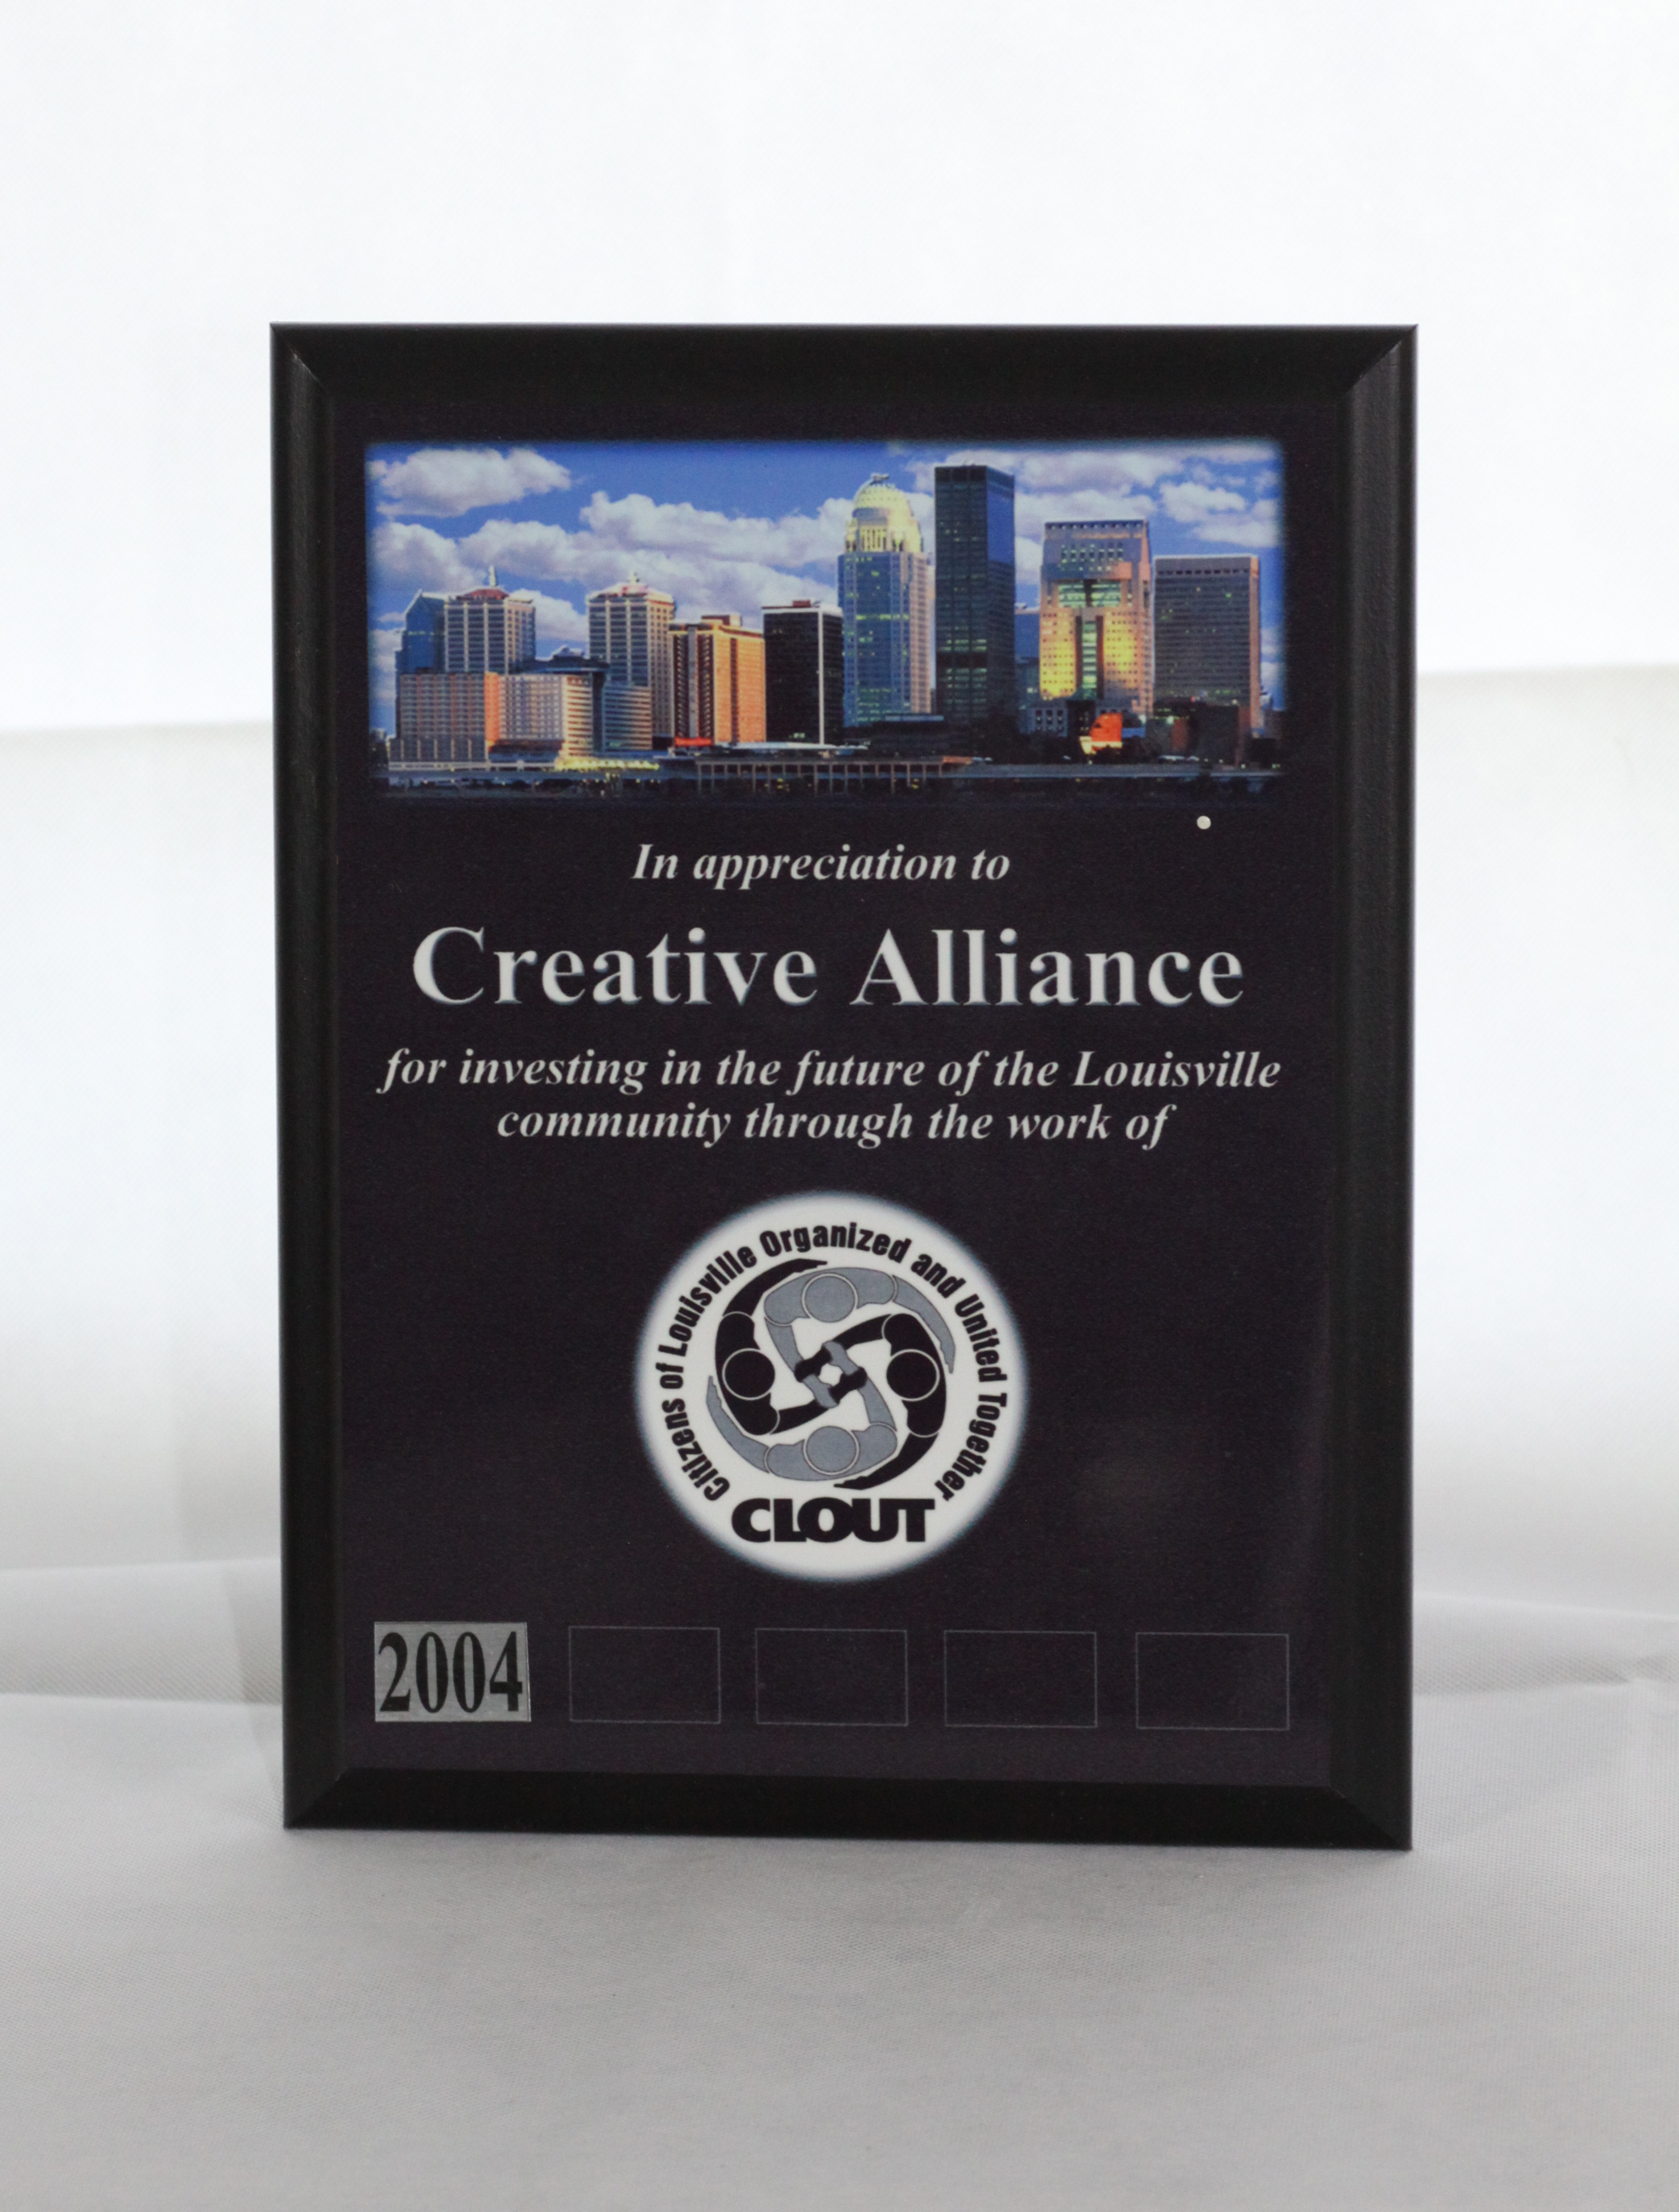 In appreciation to
Creative Alliance
for investing in the future of the Louisville
community through the work of
Citizens of Louisville Organized and United Together
CLOUT
2004